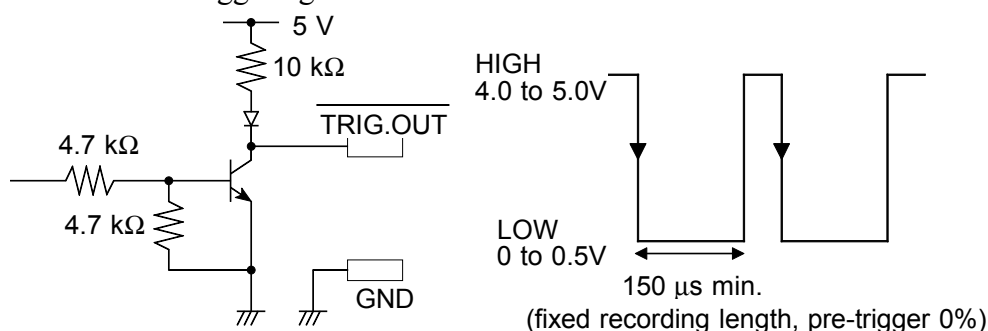 5 V
10 kΩ
TRIG.OUT
4.7 kΩ
4.7 kΩ
GND
HIGH
4.0 to 5.0V
LOW
0 to 0.5V
150 µs min.
(fixed recording length, pre-trigger 0%)